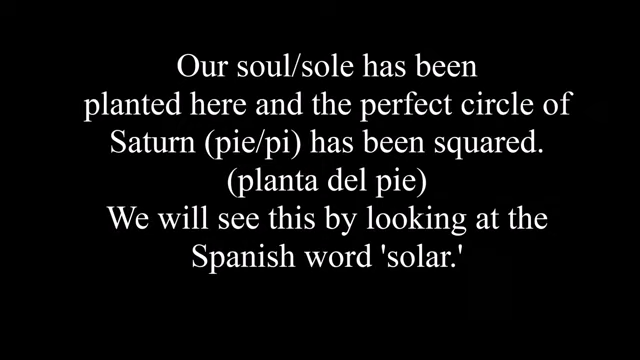 Our soul/sole has been
planted here and the perfect circle of
Saturn (pie/pi) has been squared.
(planta del pie)
We will see this by looking at the
Spanish word 'solar.'